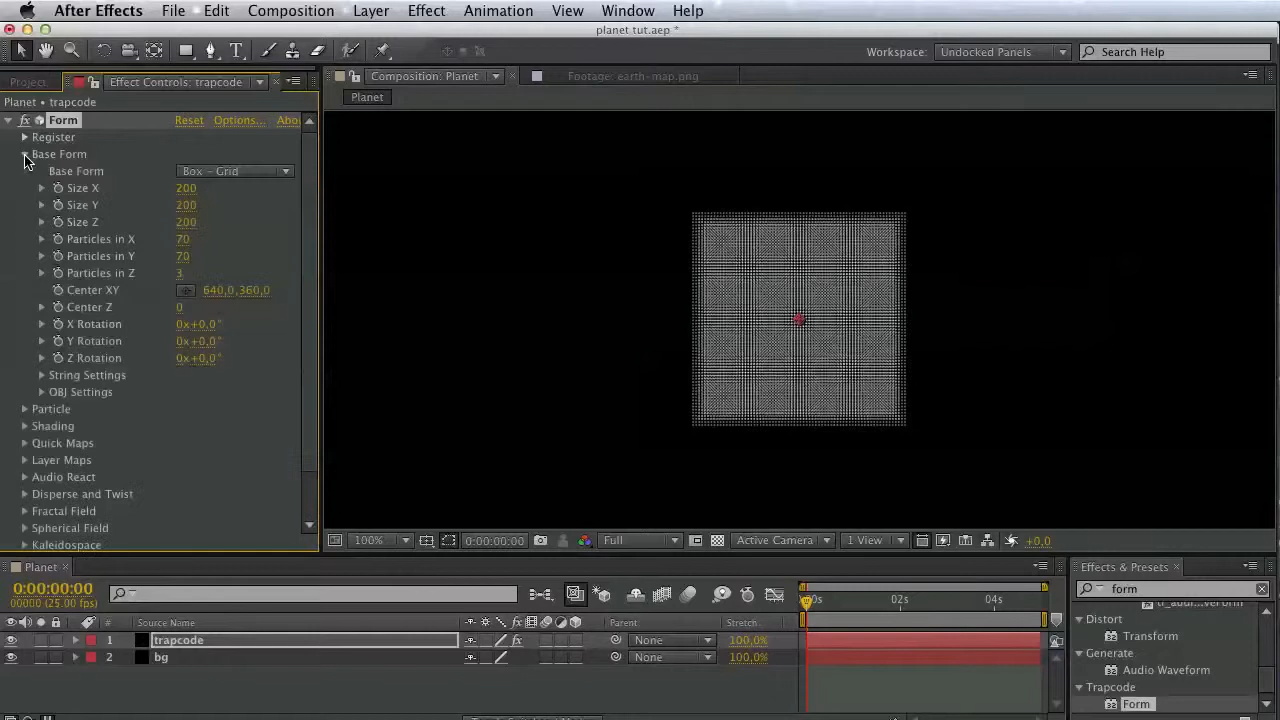 After Effects File Edit Composition Layer Effect Animation View Window Help
planet tut.aep *
Workspace: Undocked Panels Search Help
Project Effect Controls: trapcode Composition: Planet Footage: earth-map.png
Planet • trapcode Planet
fx Form Reset Options... Abou
Register
Base Form
Base Form Box - Grid
Size X 200
Size Y 200
Size Z 200
Particles in X 70
Particles in Y 70
Particles in Z 3
Center XY 640,0,360,0
Center Z 0
X Rotation 0x+0,0°
Y Rotation 0x+0,0°
Z Rotation 0x+0,0°
String Settings
OBJ Settings
Particle
Shading
Quick Maps
Layer Maps
Audio React
Disperse and Twist
Fractal Field
Spherical Field
Kaleidospace
100% 0:00:00:00 Full Active Camera 1 View +0,0
Planet Effects & Presets
0:00:00:00
00000 (25.00 fps)
02s 04s
form
# Source Name Parent Stretch
1 trapcode fx None 100,0%
2 bg None 100,0%
Distort
Transform
Generate
Audio Waveform
Trapcode
Form